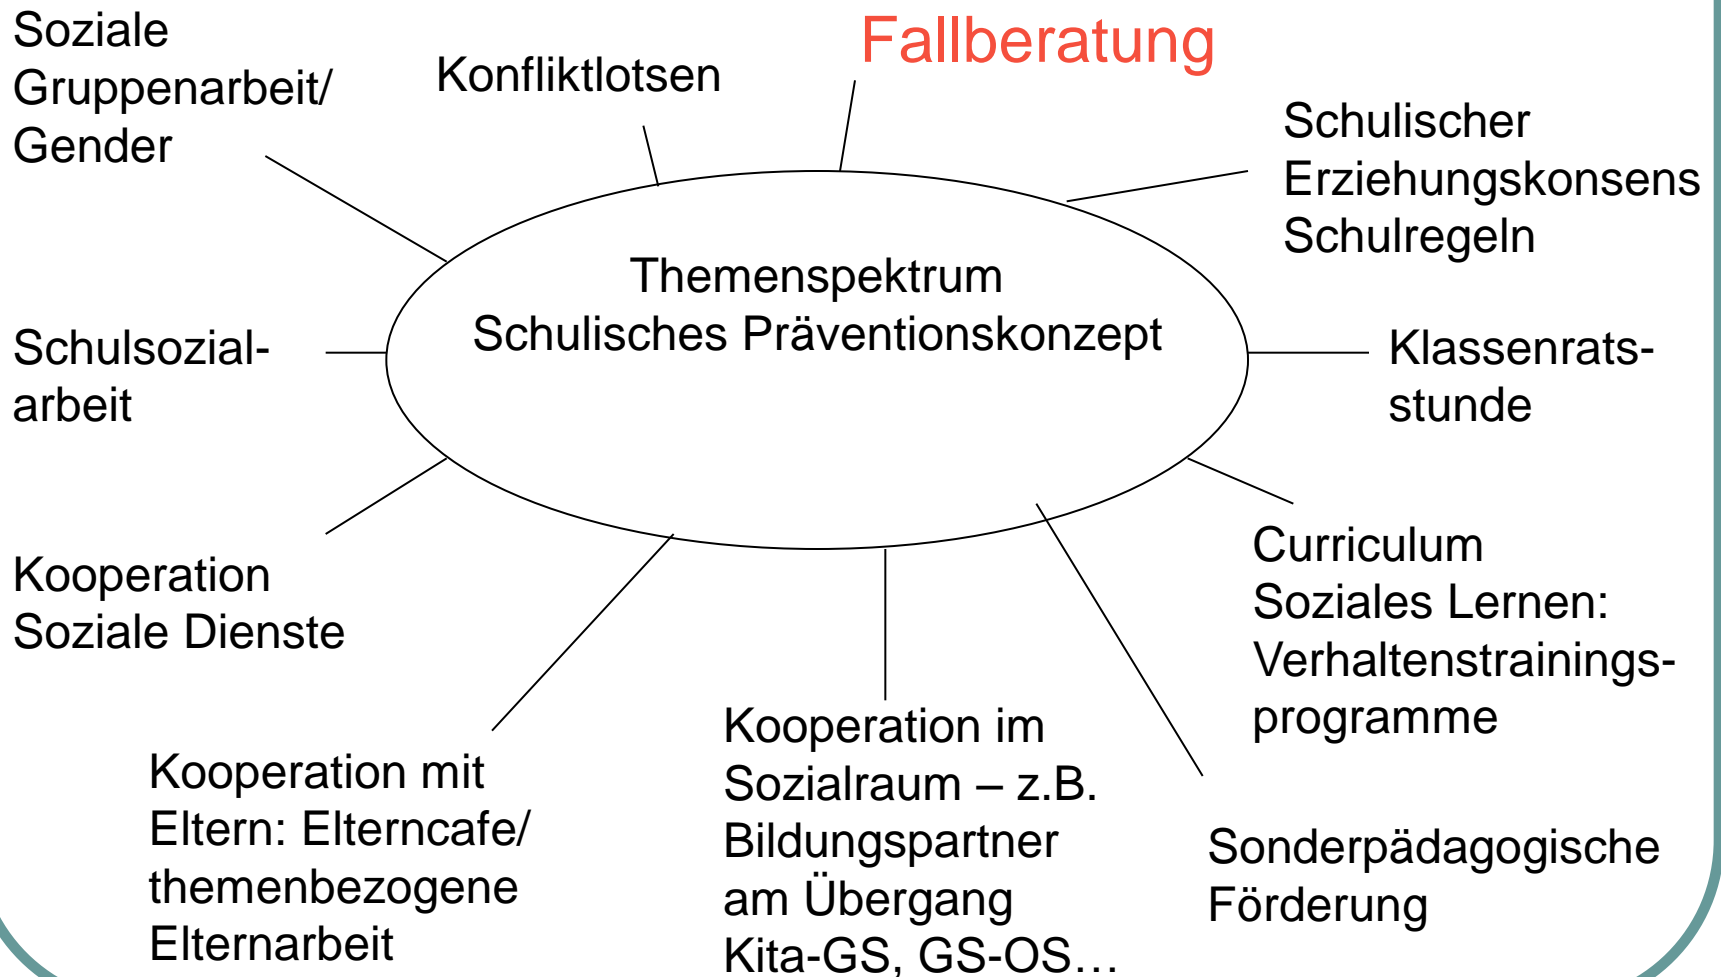 Soziale
Gruppenarbeit/
Gender
Konfliktlotsen
Fallberatung
Schulischer
Erziehungskonsens
Schulregeln
Themenspektrum
Schulisches Präventionskonzept
Schulsozial-
arbeit
Klassenrats-
stunde
Kooperation
Soziale Dienste
Curriculum
Soziales Lernen:
Verhaltenstrainings-
programme
Kooperation mit
Eltern: Elterncafe/
themenbezogene
Elternarbeit
Kooperation im
Sozialraum – z.B.
Bildungspartner
am Übergang
Kita-GS, GS-OS…
Sonderpädagogische
Förderung